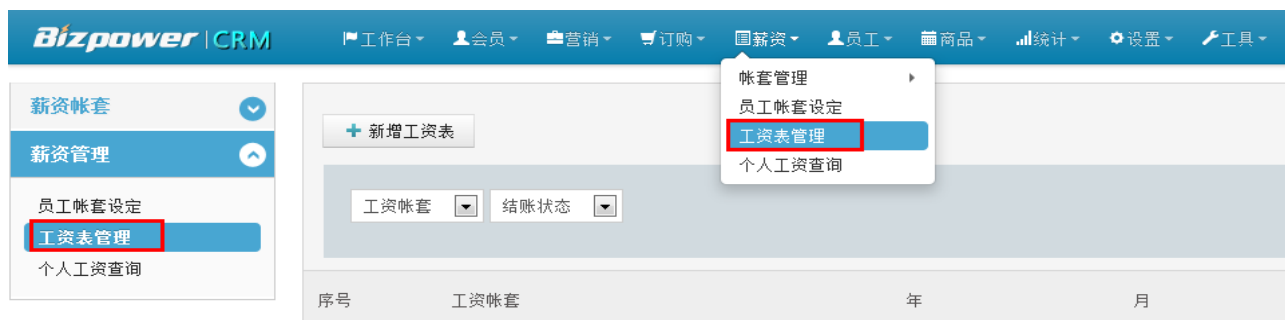 Bizpower | CRM 工作台 会员 营销 订购 薪资 员工 商品 统计 设置 工具
帐套管理
员工帐套设定
工资表管理
个人工资查询
薪资帐套
薪资管理
员工帐套设定
工资表管理
个人工资查询
新增工资表
工资帐套 结账状态
序号 工资帐套 年 月